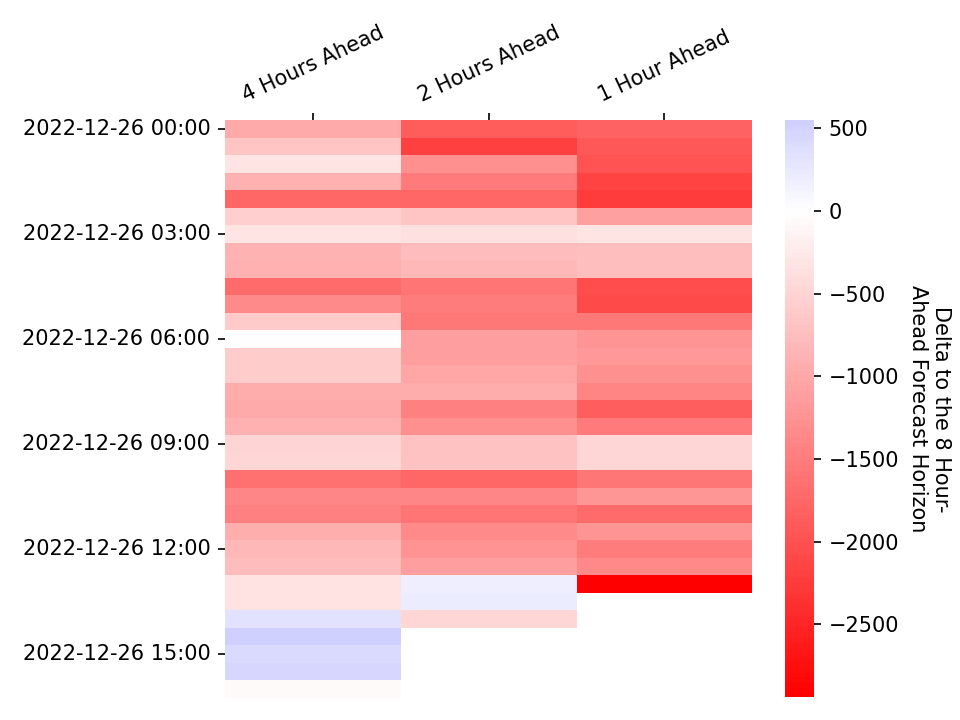 4 Hours Ahead
2 Hours Ahead
1 Hour Ahead
2022-12-26 00:00
2022-12-26 03:00
2022-12-26 06:00
2022-12-26 09:00
2022-12-26 12:00
2022-12-26 15:00
500
0
−500
−1000
−1500
−2000
−2500
Delta to the 8 Hour-
Ahead Forecast Horizon